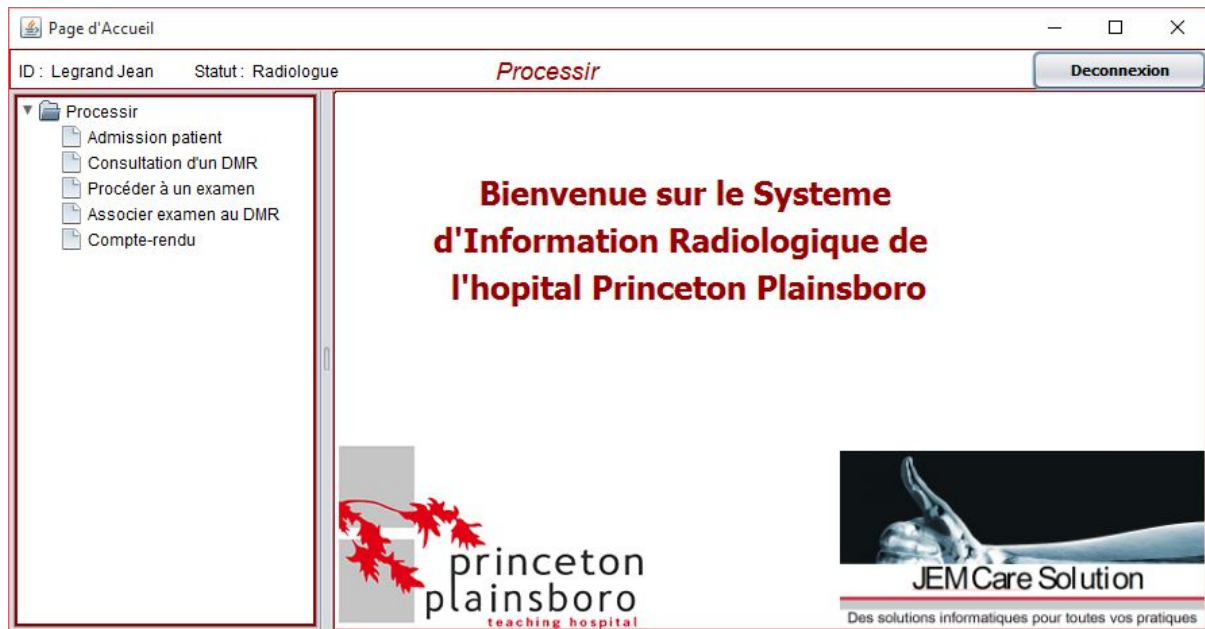 Page d'Accueil
ID : Legrand Jean Statut : Radiologue Processir Deconnexion
Processir
Admission patient
Consultation d'un DMR
Procéder à un examen
Associer examen au DMR
Compte-rendu
Bienvenue sur le Systeme
d'Information Radiologique de
l'hopital Princeton Plainsboro
princeton
plainsboro
teaching hospital
JEMCare Solution
Des solutions informatiques pour toutes vos pratiques